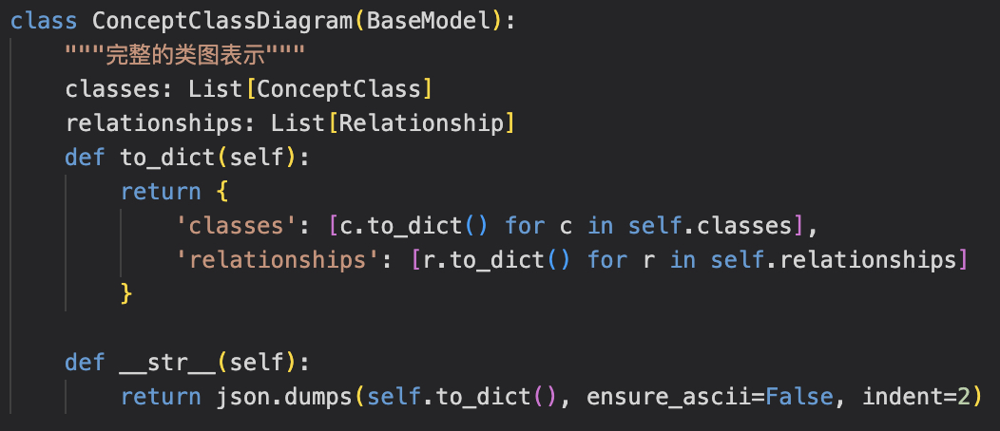 class ConceptClassDiagram(BaseModel):
    """完整的类图表示"""
    classes: List[ConceptClass]
    relationships: List[Relationship]
    def to_dict(self):
        return {
            'classes': [c.to_dict() for c in self.classes],
            'relationships': [r.to_dict() for r in self.relationships]
        }

    def __str__(self):
        return json.dumps(self.to_dict(), ensure_ascii=False, indent=2)